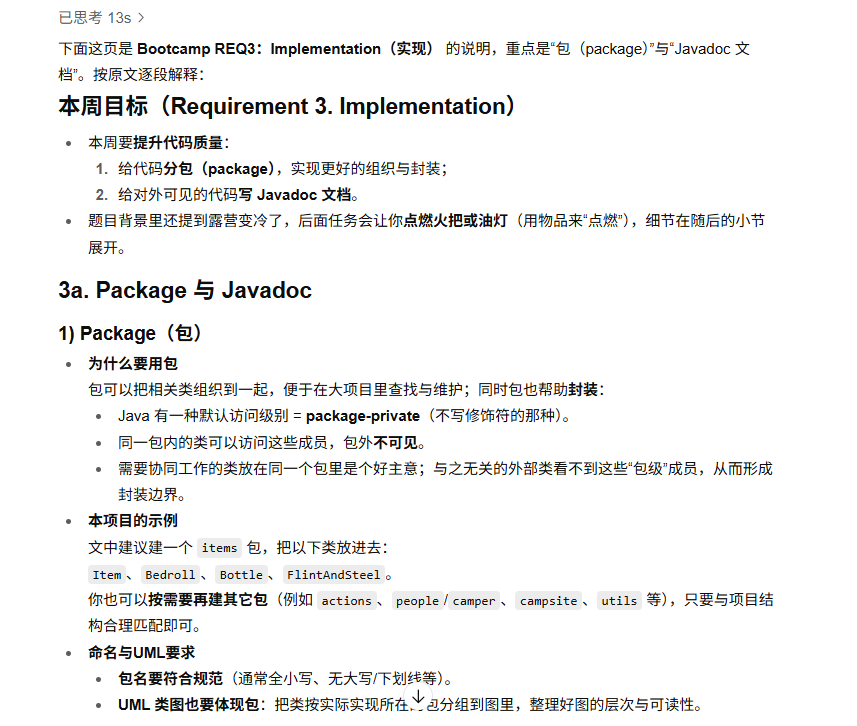 已思考 13s >
下面这页是 Bootcamp REQ3：Implementation（实现） 的说明，重点是“包（package）”与“Javadoc 文
档”。按原文逐段解释：
本周目标（Requirement 3. Implementation）
• 本周要提升代码质量：
1. 给代码分包（package），实现更好的组织与封装；
2. 给对外可见的代码写 Javadoc 文档。
• 题目背景里还提到露营变冷了，后面任务会让你点燃火把或油灯（用物品来“点燃”），细节在随后的小节
展开。
3a. Package 与 Javadoc
1) Package（包）
• 为什么要用包
包可以把相关类组织到一起，便于在大项目里查找与维护；同时包也帮助封装：
• Java 有一种默认访问级别 = package-private（不写修饰符的那种）。
• 同一包内的类可以访问这些成员，包外不可见。
• 需要协同工作的类放在同一个包里是个好主意；与之无关的外部类看不到这些“包级”成员，从而形成
封装边界。
• 本项目的示例
文中建议建一个 items 包，把以下类放进去：
Item、Bedroll、Bottle、FlintAndSteel。
你也可以按需要再建其它包（例如 actions、people/camper、campsite、utils 等），只要与项目结
构合理匹配即可。
• 命名与UML要求
• 包名要符合规范（通常全小写、无大写/下划线等）。
• UML 类图也要体现包：把类按实际实现所在 包分组到图里，整理好图的层次与可读性。